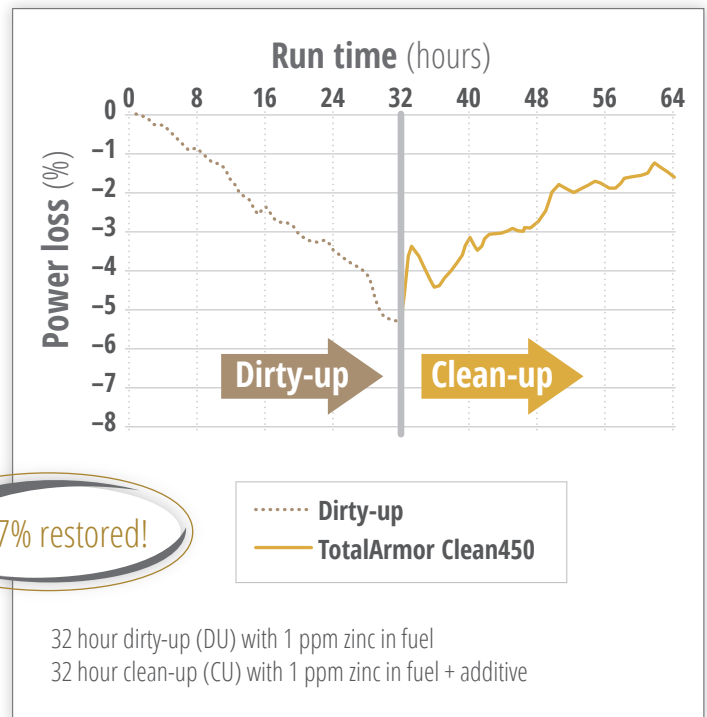 Run time (hours)
0 8 16 24 32 40 48 56 64
Power loss (%)
0
–1
–2
–3
–4
–5
–6
–7
–8
Dirty-up
Clean-up
7% restored!
Dirty-up
TotalArmor Clean450
32 hour dirty-up (DU) with 1 ppm zinc in fuel
32 hour clean-up (CU) with 1 ppm zinc in fuel + additive